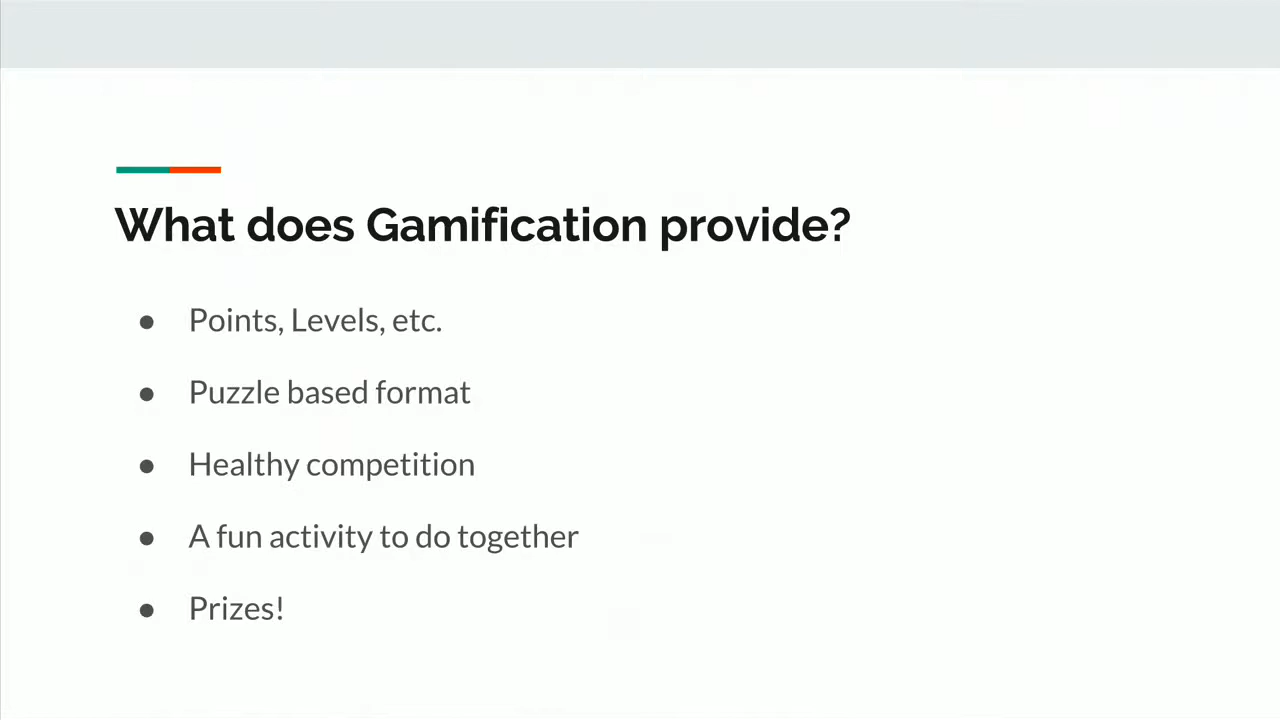 What does Gamification provide?
● Points, Levels, etc.
● Puzzle based format
● Healthy competition
● A fun activity to do together
● Prizes!